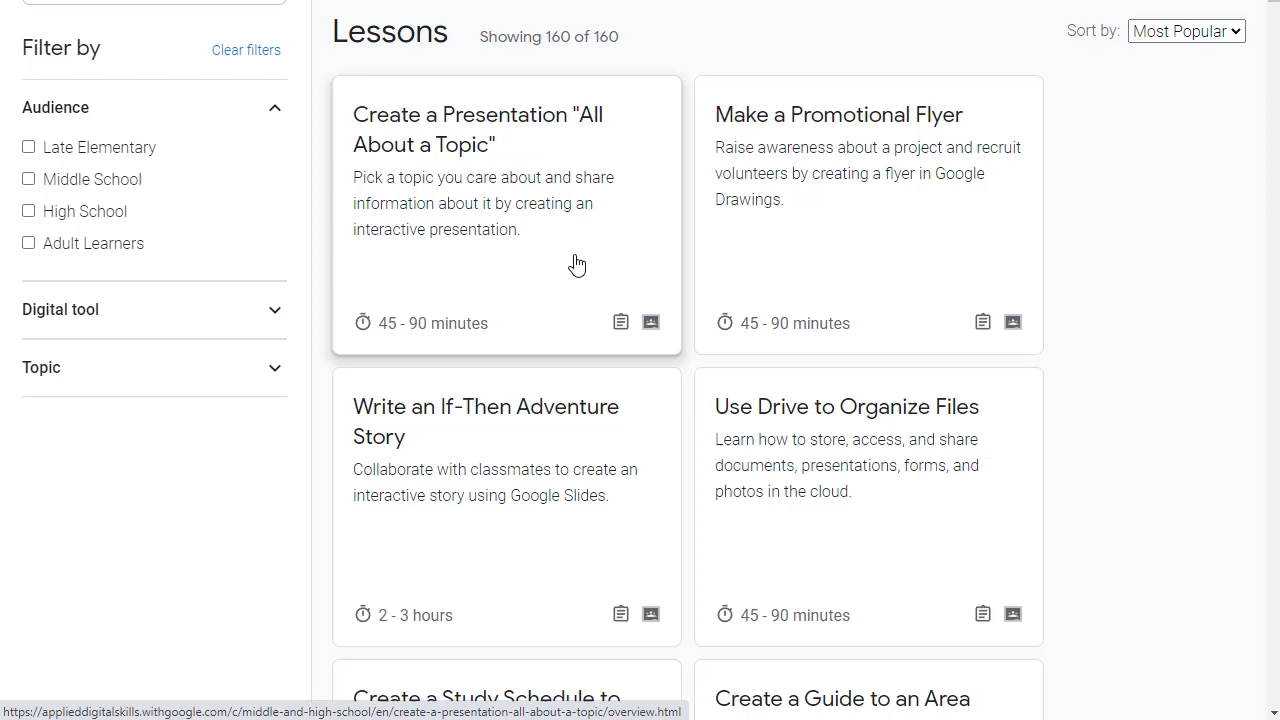 Filter by
Clear filters
Audience
Late Elementary
Middle School
High School
Adult Learners
Digital tool
Topic
Lessons
Showing 160 of 160
Sort by:
Most Popular
Create a Presentation "All
About a Topic"
Pick a topic you care about and share
information about it by creating an
interactive presentation.
45 - 90 minutes
Make a Promotional Flyer
Raise awareness about a project and recruit
volunteers by creating a flyer in Google
Drawings.
45 - 90 minutes
Write an If-Then Adventure
Story
Collaborate with classmates to create an
interactive story using Google Slides.
2 - 3 hours
Use Drive to Organize Files
Learn how to store, access, and share
documents, presentations, forms, and
photos in the cloud.
45 - 90 minutes
Create a Study Schedule to
Create a Guide to an Area
https://applieddigitalskills.withgoogle.com/c/middle-and-high-school/en/create-a-presentation-all-about-a-topic/overview.html